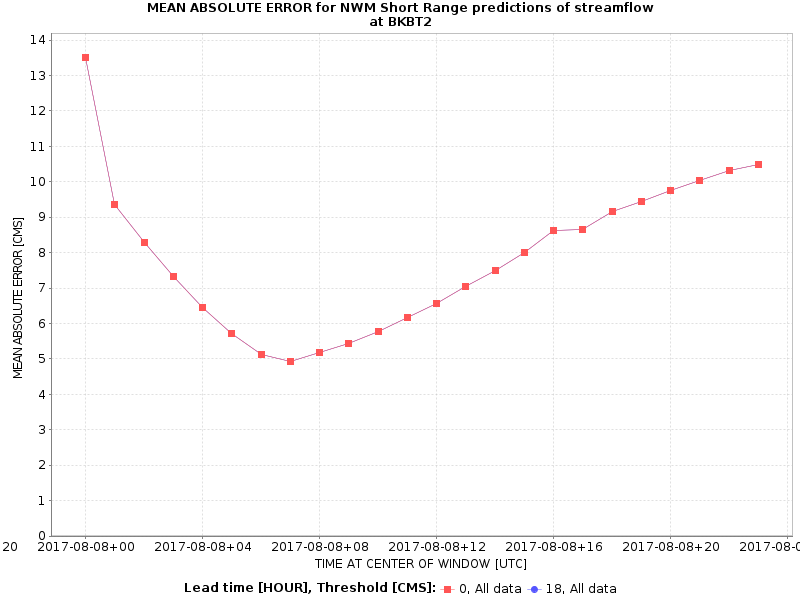 MEAN ABSOLUTE ERROR for NWM Short Range predictions of streamflow
at BKBT2
14
13
12
11
10
9
8
7
6
5
4
3
2
1
0
MEAN ABSOLUTE ERROR [CMS]
20 2017-08-08+00 2017-08-08+04 2017-08-08+08 2017-08-08+12 2017-08-08+16 2017-08-08+20 2017-08-0
TIME AT CENTER OF WINDOW [UTC]
Lead time [HOUR], Threshold [CMS]: 0, All data 18, All data